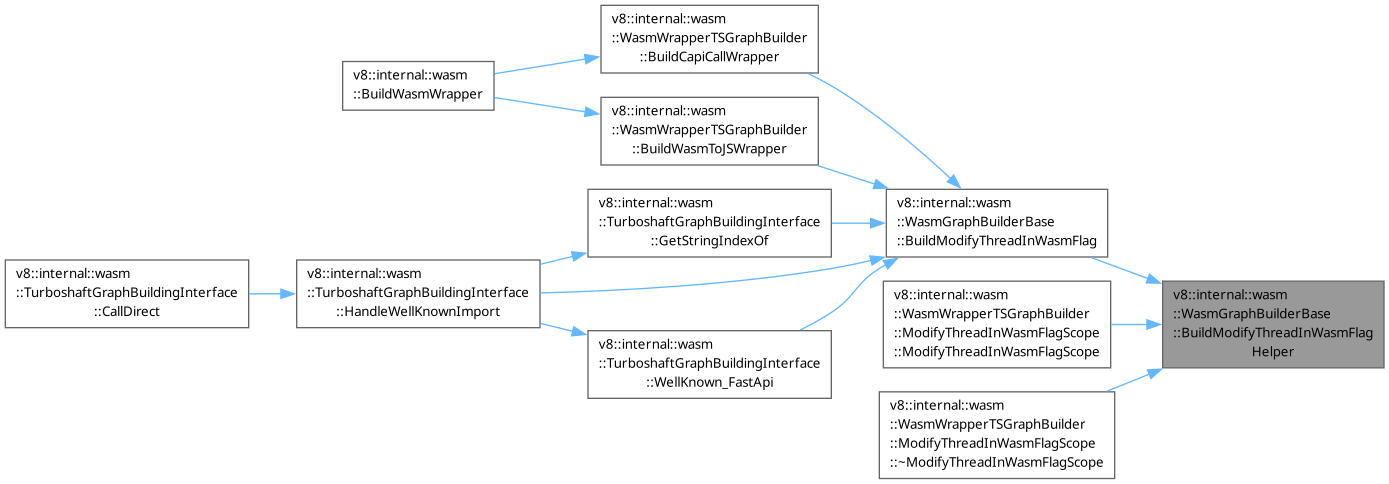 v8::internal::wasm
::WasmWrapperTSGraphBuilder
::BuildCapiCallWrapper
v8::internal::wasm
::BuildWasmWrapper
v8::internal::wasm
::WasmWrapperTSGraphBuilder
::BuildWasmToJSWrapper
v8::internal::wasm
::TurboshaftGraphBuildingInterface
::GetStringIndexOf
v8::internal::wasm
::WasmGraphBuilderBase
::BuildModifyThreadInWasmFlag
v8::internal::wasm
::TurboshaftGraphBuildingInterface
::CallDirect
v8::internal::wasm
::TurboshaftGraphBuildingInterface
::HandleWellKnownImport
v8::internal::wasm
::WasmWrapperTSGraphBuilder
::ModifyThreadInWasmFlagScope
::ModifyThreadInWasmFlagScope
v8::internal::wasm
::WasmGraphBuilderBase
::BuildModifyThreadInWasmFlag
Helper
v8::internal::wasm
::TurboshaftGraphBuildingInterface
::WellKnown_FastApi
v8::internal::wasm
::WasmWrapperTSGraphBuilder
::ModifyThreadInWasmFlagScope
::~ModifyThreadInWasmFlagScope